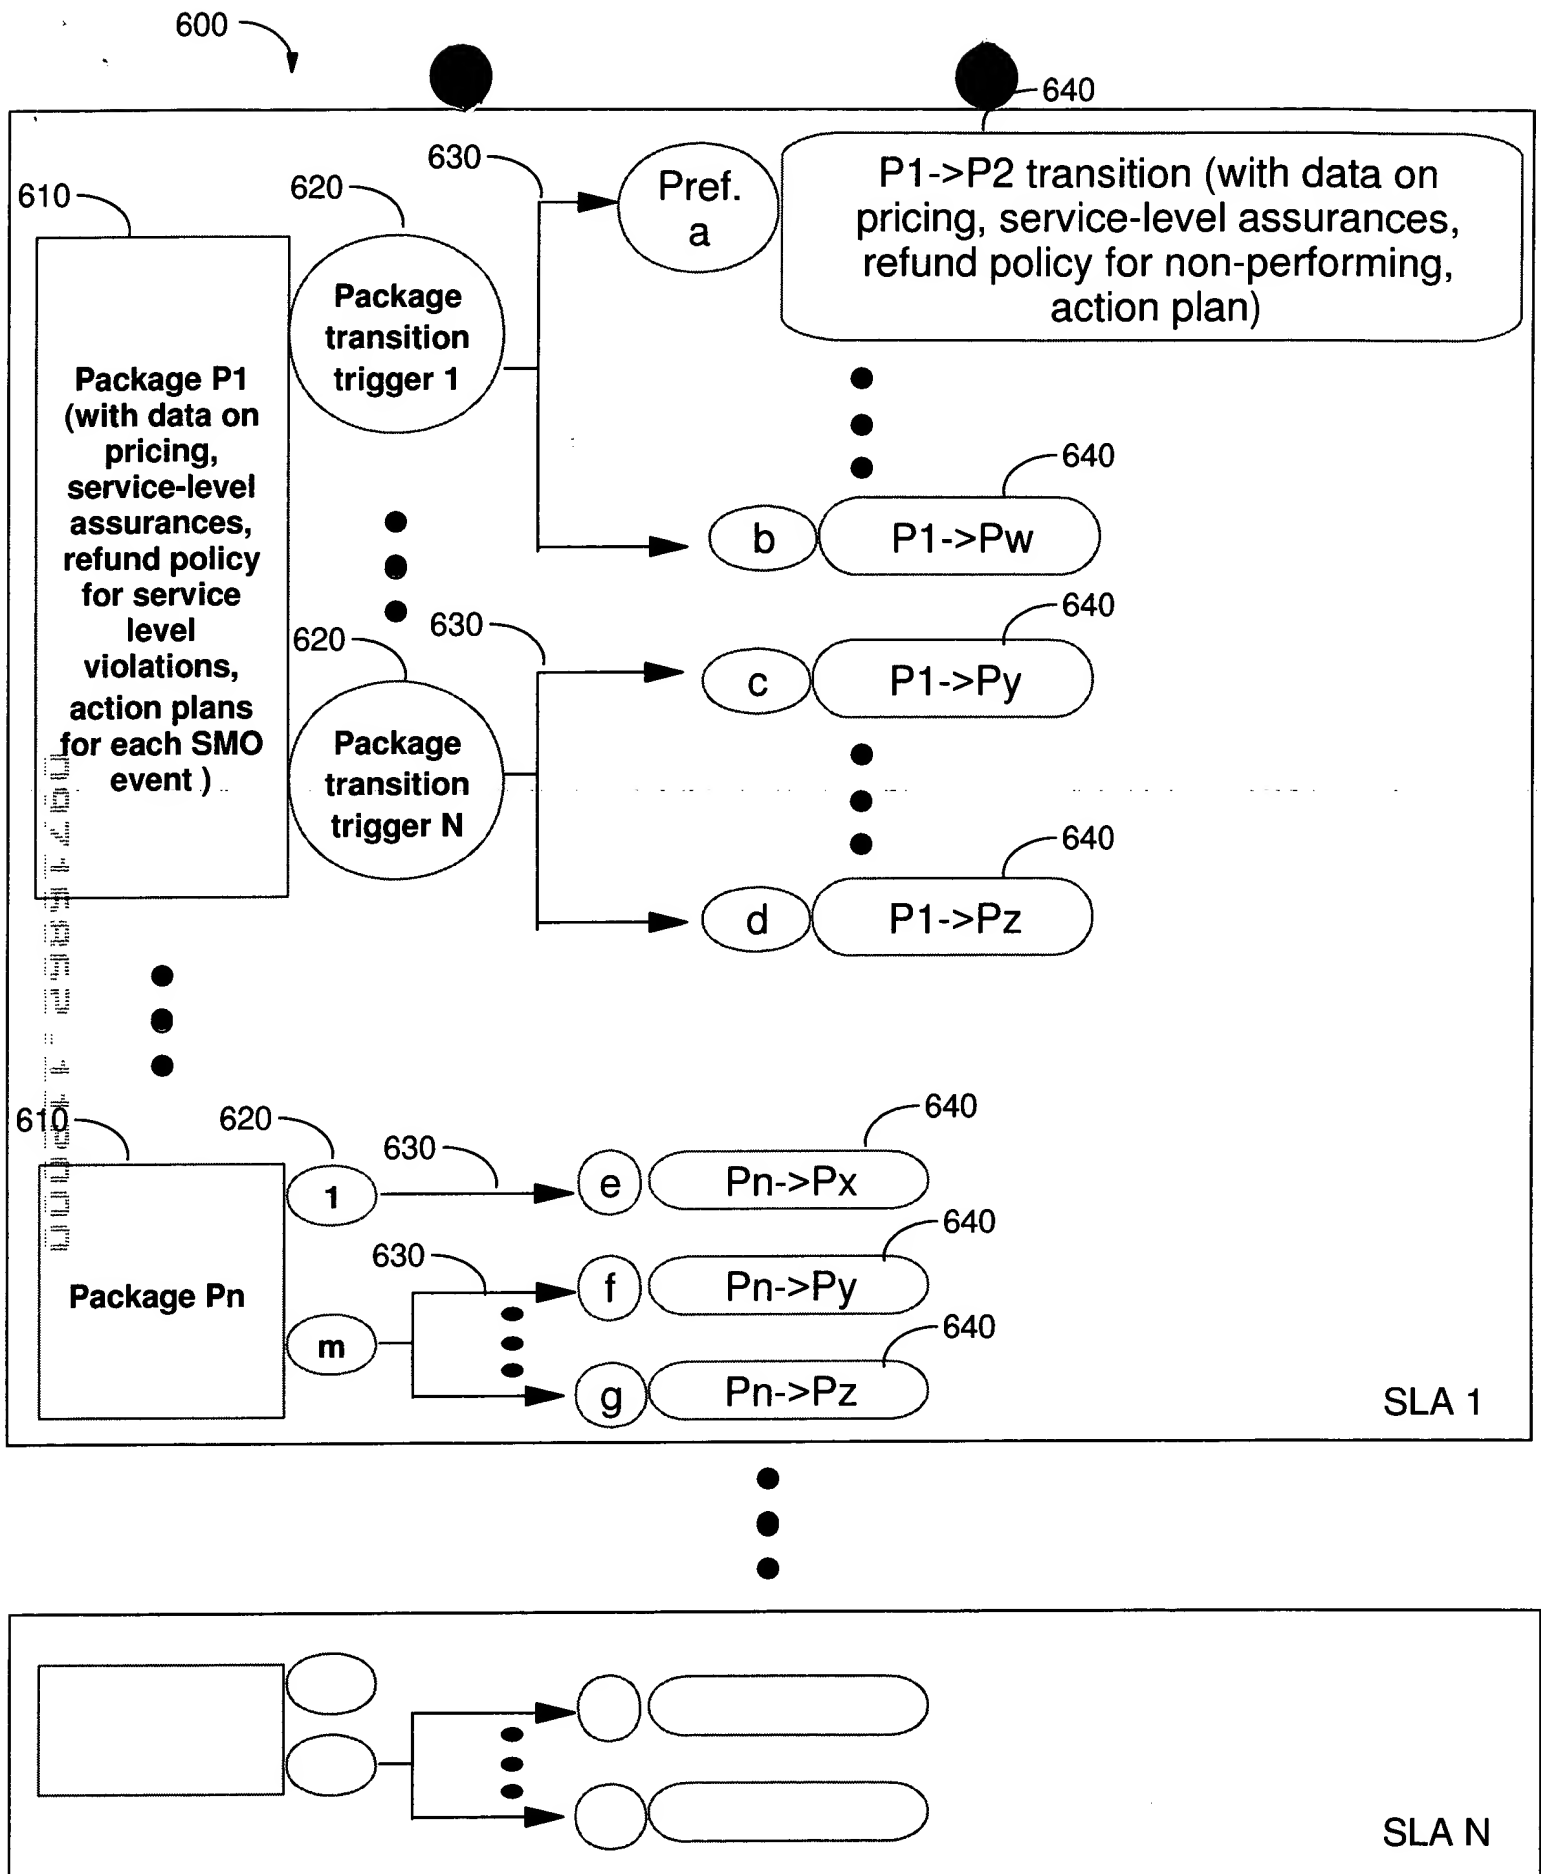 600
640
630
620
610
Pref.
a
P1->P2 transition (with data on
pricing, service-level assurances,
refund policy for non-performing,
action plan)
Package
transition
trigger 1
Package P1
(with data on
pricing,
service-level
assurances,
refund policy
for service
level
violations,
action plans
for each SMO
event )
640
b
P1->Pw
640
630
620
c
P1->Py
Package
transition
trigger N
640
d
P1->Pz
610
620
630
640
1
e
Pn->Px
640
630
f
Pn->Py
Package Pn
m
640
g
Pn->Pz
SLA 1
SLA N